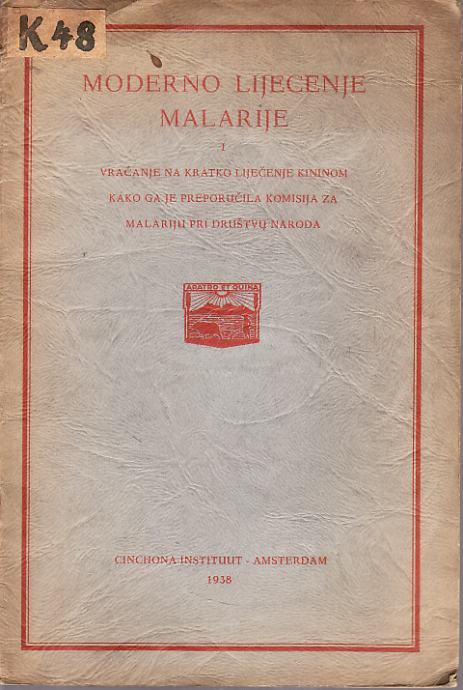 K48
MODERNO LIJEČENJE
MALARIJE
I
VRAĆANJE NA KRATKO LIJEČENJE KININOM
KAKO GA JE PREPORUČILA KOMISIJA ZA
MALARIJU PRI DRUŠTVU NARODA
ARATRO ET QUINA
CINCHONA INSTITUUT - AMSTERDAM
1938